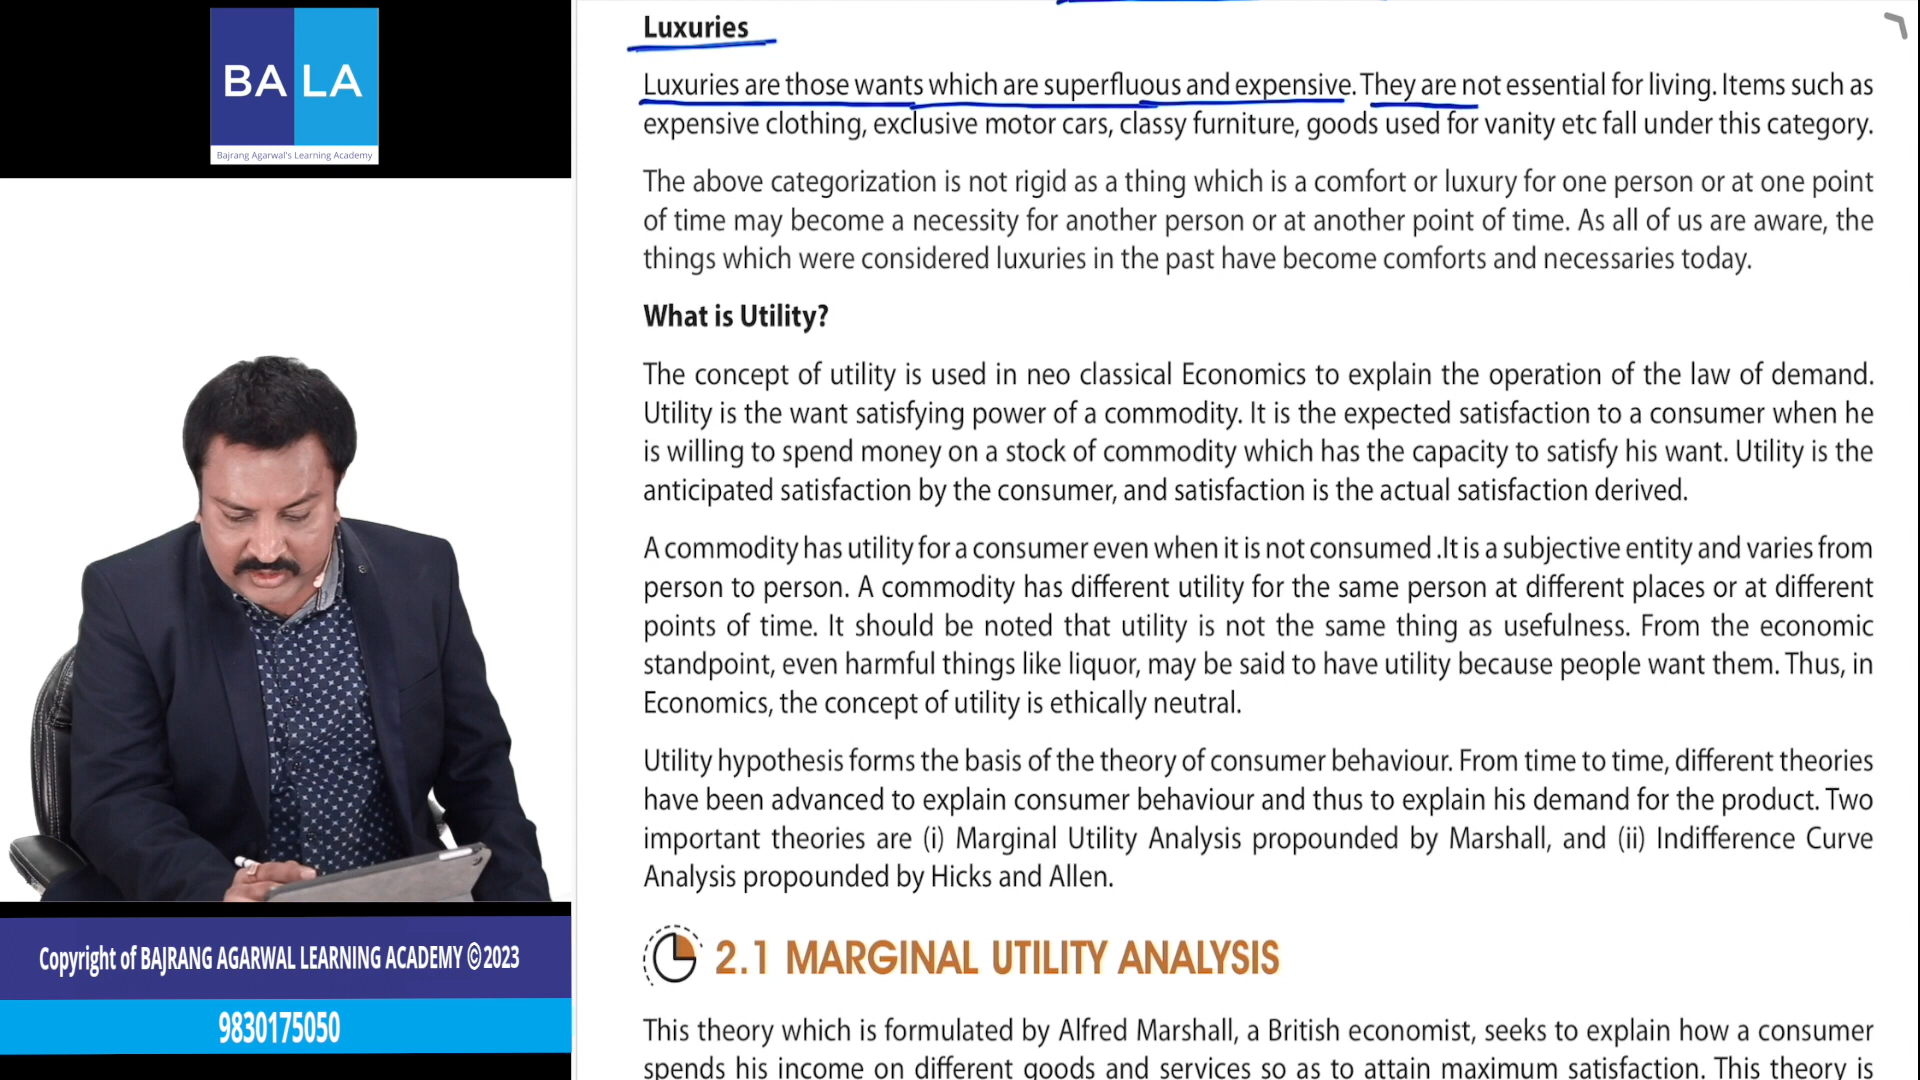 BA LA
Bajrang Agarwal's Learning Academy
Copyright of BAJRANG AGARWAL LEARNING ACADEMY ©2023
9830175050
Luxuries
Luxuries are those wants which are superfluous and expensive. They are not essential for living. Items such as
expensive clothing, exclusive motor cars, classy furniture, goods used for vanity etc fall under this category.
The above categorization is not rigid as a thing which is a comfort or luxury for one person or at one point
of time may become a necessity for another person or at another point of time. As all of us are aware, the
things which were considered luxuries in the past have become comforts and necessaries today.
What is Utility?
The concept of utility is used in neo classical Economics to explain the operation of the law of demand.
Utility is the want satisfying power of a commodity. It is the expected satisfaction to a consumer when he
is willing to spend money on a stock of commodity which has the capacity to satisfy his want. Utility is the
anticipated satisfaction by the consumer, and satisfaction is the actual satisfaction derived.
A commodity has utility for a consumer even when it is not consumed .It is a subjective entity and varies from
person to person. A commodity has different utility for the same person at different places or at different
points of time. It should be noted that utility is not the same thing as usefulness. From the economic
standpoint, even harmful things like liquor, may be said to have utility because people want them. Thus, in
Economics, the concept of utility is ethically neutral.
Utility hypothesis forms the basis of the theory of consumer behaviour. From time to time, different theories
have been advanced to explain consumer behaviour and thus to explain his demand for the product. Two
important theories are (i) Marginal Utility Analysis propounded by Marshall, and (ii) Indifference Curve
Analysis propounded by Hicks and Allen.
2.1 MARGINAL UTILITY ANALYSIS
This theory which is formulated by Alfred Marshall, a British economist, seeks to explain how a consumer
spends his income on different goods and services so as to attain maximum satisfaction. This theory is